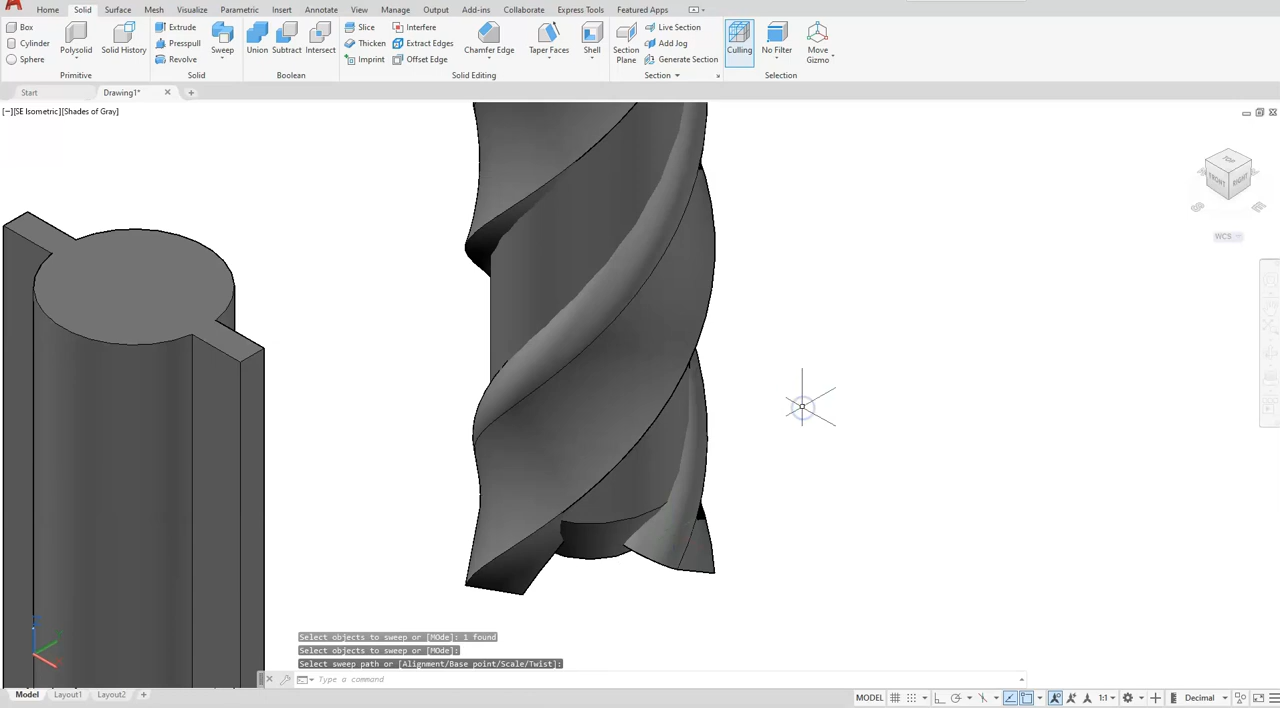 Home Solid Surface Mesh Visualize Parametric Insert Annotate View Manage Output Add-ins Collaborate Express Tools Featured Apps
Box
Cylinder
Sphere
Polysolid
Solid History
Primitive
Extrude
Presspull
Revolve
Sweep
Solid
Union
Subtract
Intersect
Boolean
Slice
Thicken
Imprint
Interfere
Extract Edges
Offset Edge
Chamfer Edge
Taper Faces
Shell
Solid Editing
Section
Plane
Live Section
Add Jog
Generate Section
Section
Culling
No Filter
Move
Gizmo
Selection
Start Drawing1*
[−][SE Isometric][Shades of Gray]
TOP
FRONT RIGHT
S E
WCS
Select objects to sweep or [MOde]: 1 found
Select objects to sweep or [MOde]:
Select sweep path or [Alignment/Base point/Scale/Twist]:
Type a command
Model Layout1 Layout2 +
MODEL 1:1 Decimal